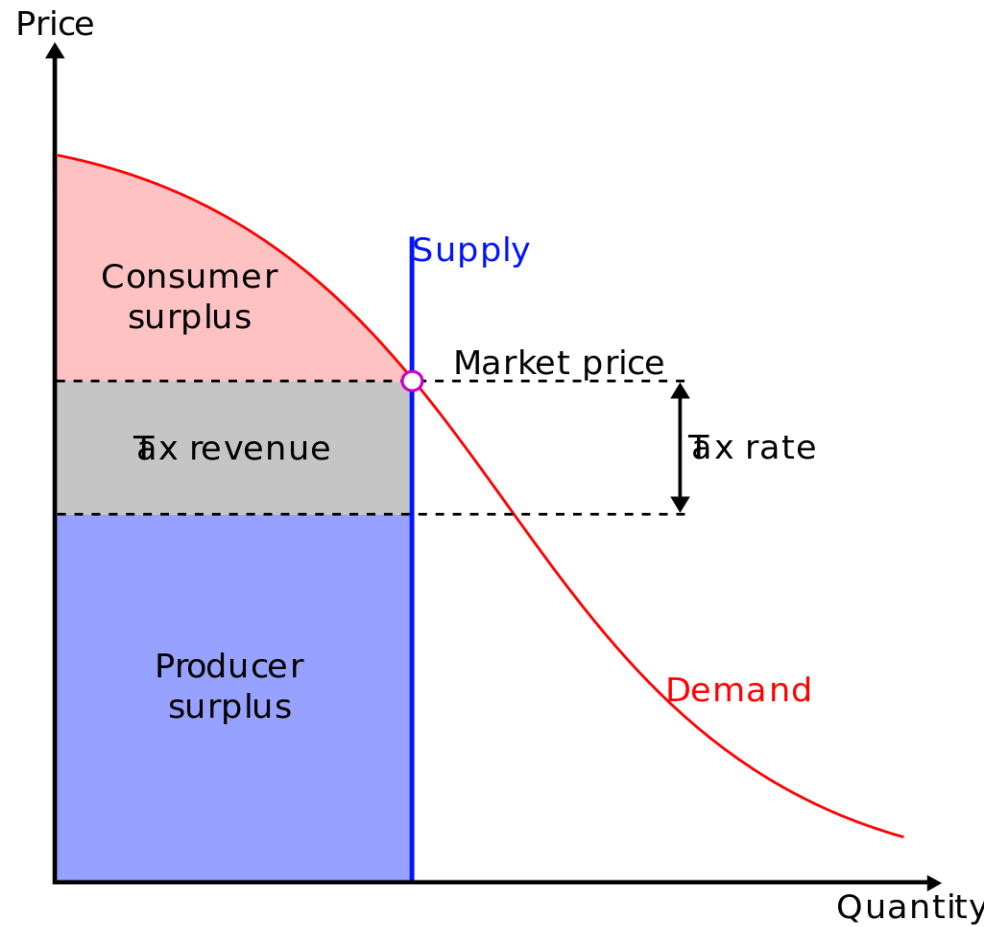 Price
Supply
Consumer
surplus
Market price
Tax revenue
Tax rate
Producer
surplus
Demand
Quantity